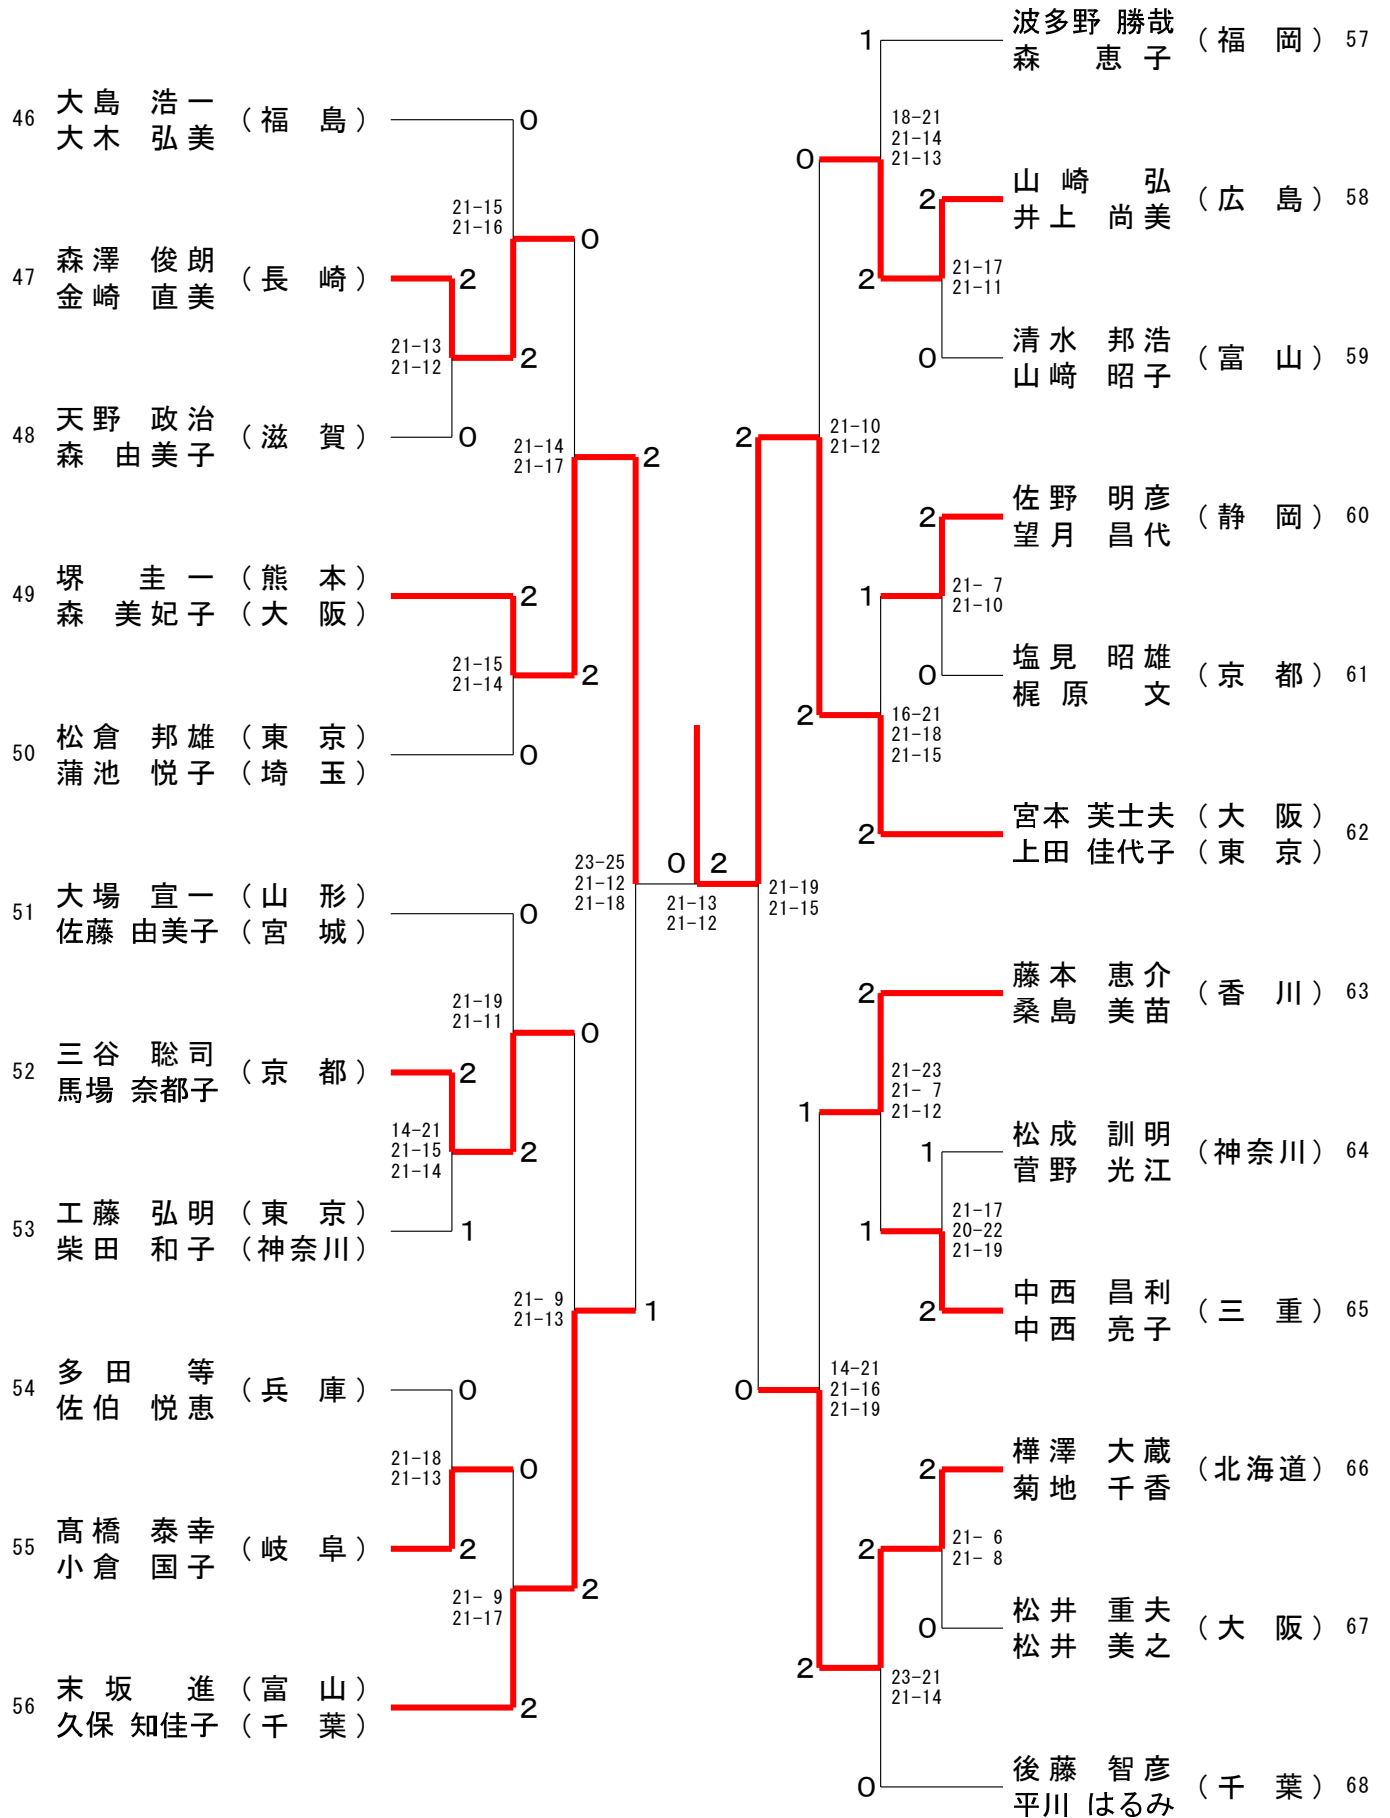 46 大島 浩一 (福 島)
大木 弘美
0
21-15
21-16
0
47 森澤 俊朗 (長 崎)
金崎 直美
2
21-13
21-12
2
48 天野 政治 (滋 賀)
森 由美子
0
21-14
21-17
2
49 堺 圭一 (熊 本)
森 美妃子 (大 阪)
2
21-15
21-14
2
50 松倉 邦雄 (東 京)
蒲池 悦子 (埼 玉)
0
23-25
21-12
21-18
51 大場 宣一 (山 形)
佐藤 由美子 (宮 城)
0
21-19
21-11
0
52 三谷 聡司 (京 都)
馬場 奈都子
2
14-21
21-15
21-14
2
53 工藤 弘明 (東 京)
柴田 和子 (神奈川)
1
21- 9
21-13
1
54 多田 等 (兵 庫)
佐伯 悦恵
0
21-18
21-13
0
55 髙橋 泰幸 (岐 阜)
小倉 国子
2
21- 9
21-17
2
56 末坂 進 (富 山)
久保 知佳子 (千 葉)
2
0 2
21-13
21-12
1
波多野 勝哉 (福 岡) 57
森 恵子
18-21
21-14
21-13
0
2
山崎 弘 (広 島) 58
井上 尚美
21-17
21-11
2
0
清水 邦浩 (富 山) 59
山﨑 昭子
2
21-10
21-12
2
佐野 明彦 (静 岡) 60
望月 昌代
21- 7
21-10
1
0
塩見 昭雄 (京 都) 61
梶原 文
2
16-21
21-18
21-15
2
宮本 芙士夫 (大 阪) 62
上田 佳代子 (東 京)
21-19
21-15
2
藤本 恵介 (香 川) 63
桑島 美苗
21-23
21- 7
21-12
1
1
松成 訓明 (神奈川) 64
菅野 光江
21-17
20-22
21-19
1
2
中西 昌利 (三 重) 65
中西 亮子
0
14-21
21-16
21-19
2
樺澤 大蔵 (北海道) 66
菊地 千香
21- 6
21- 8
2
0
松井 重夫 (大 阪) 67
松井 美之
2
23-21
21-14
0
後藤 智彦 (千 葉) 68
平川 はるみ